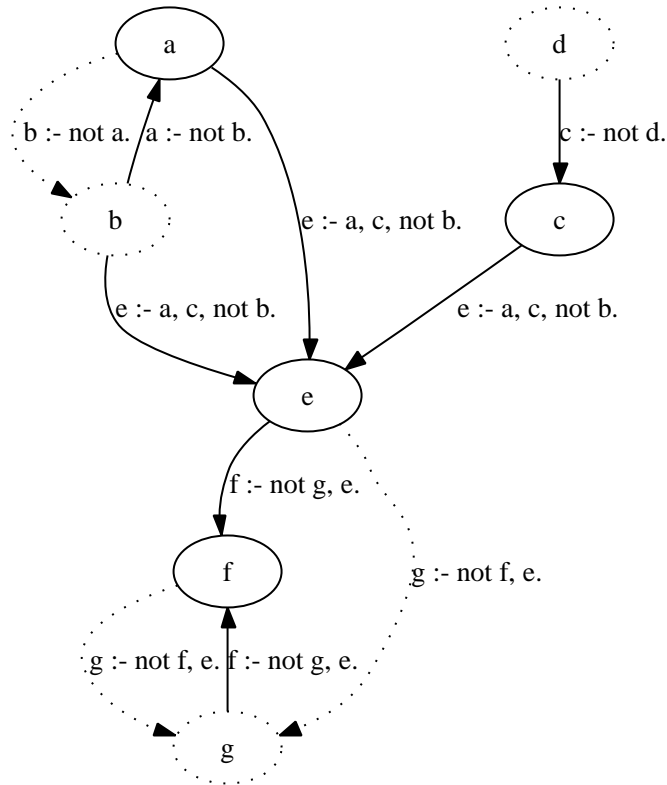 a
d
b :- not a.
a :- not b.
c :- not d.
b
c
e :- a, c, not b.
e :- a, c, not b.
e :- a, c, not b.
e
f :- not g, e.
f
g :- not f, e.
g :- not f, e.
f :- not g, e.
g